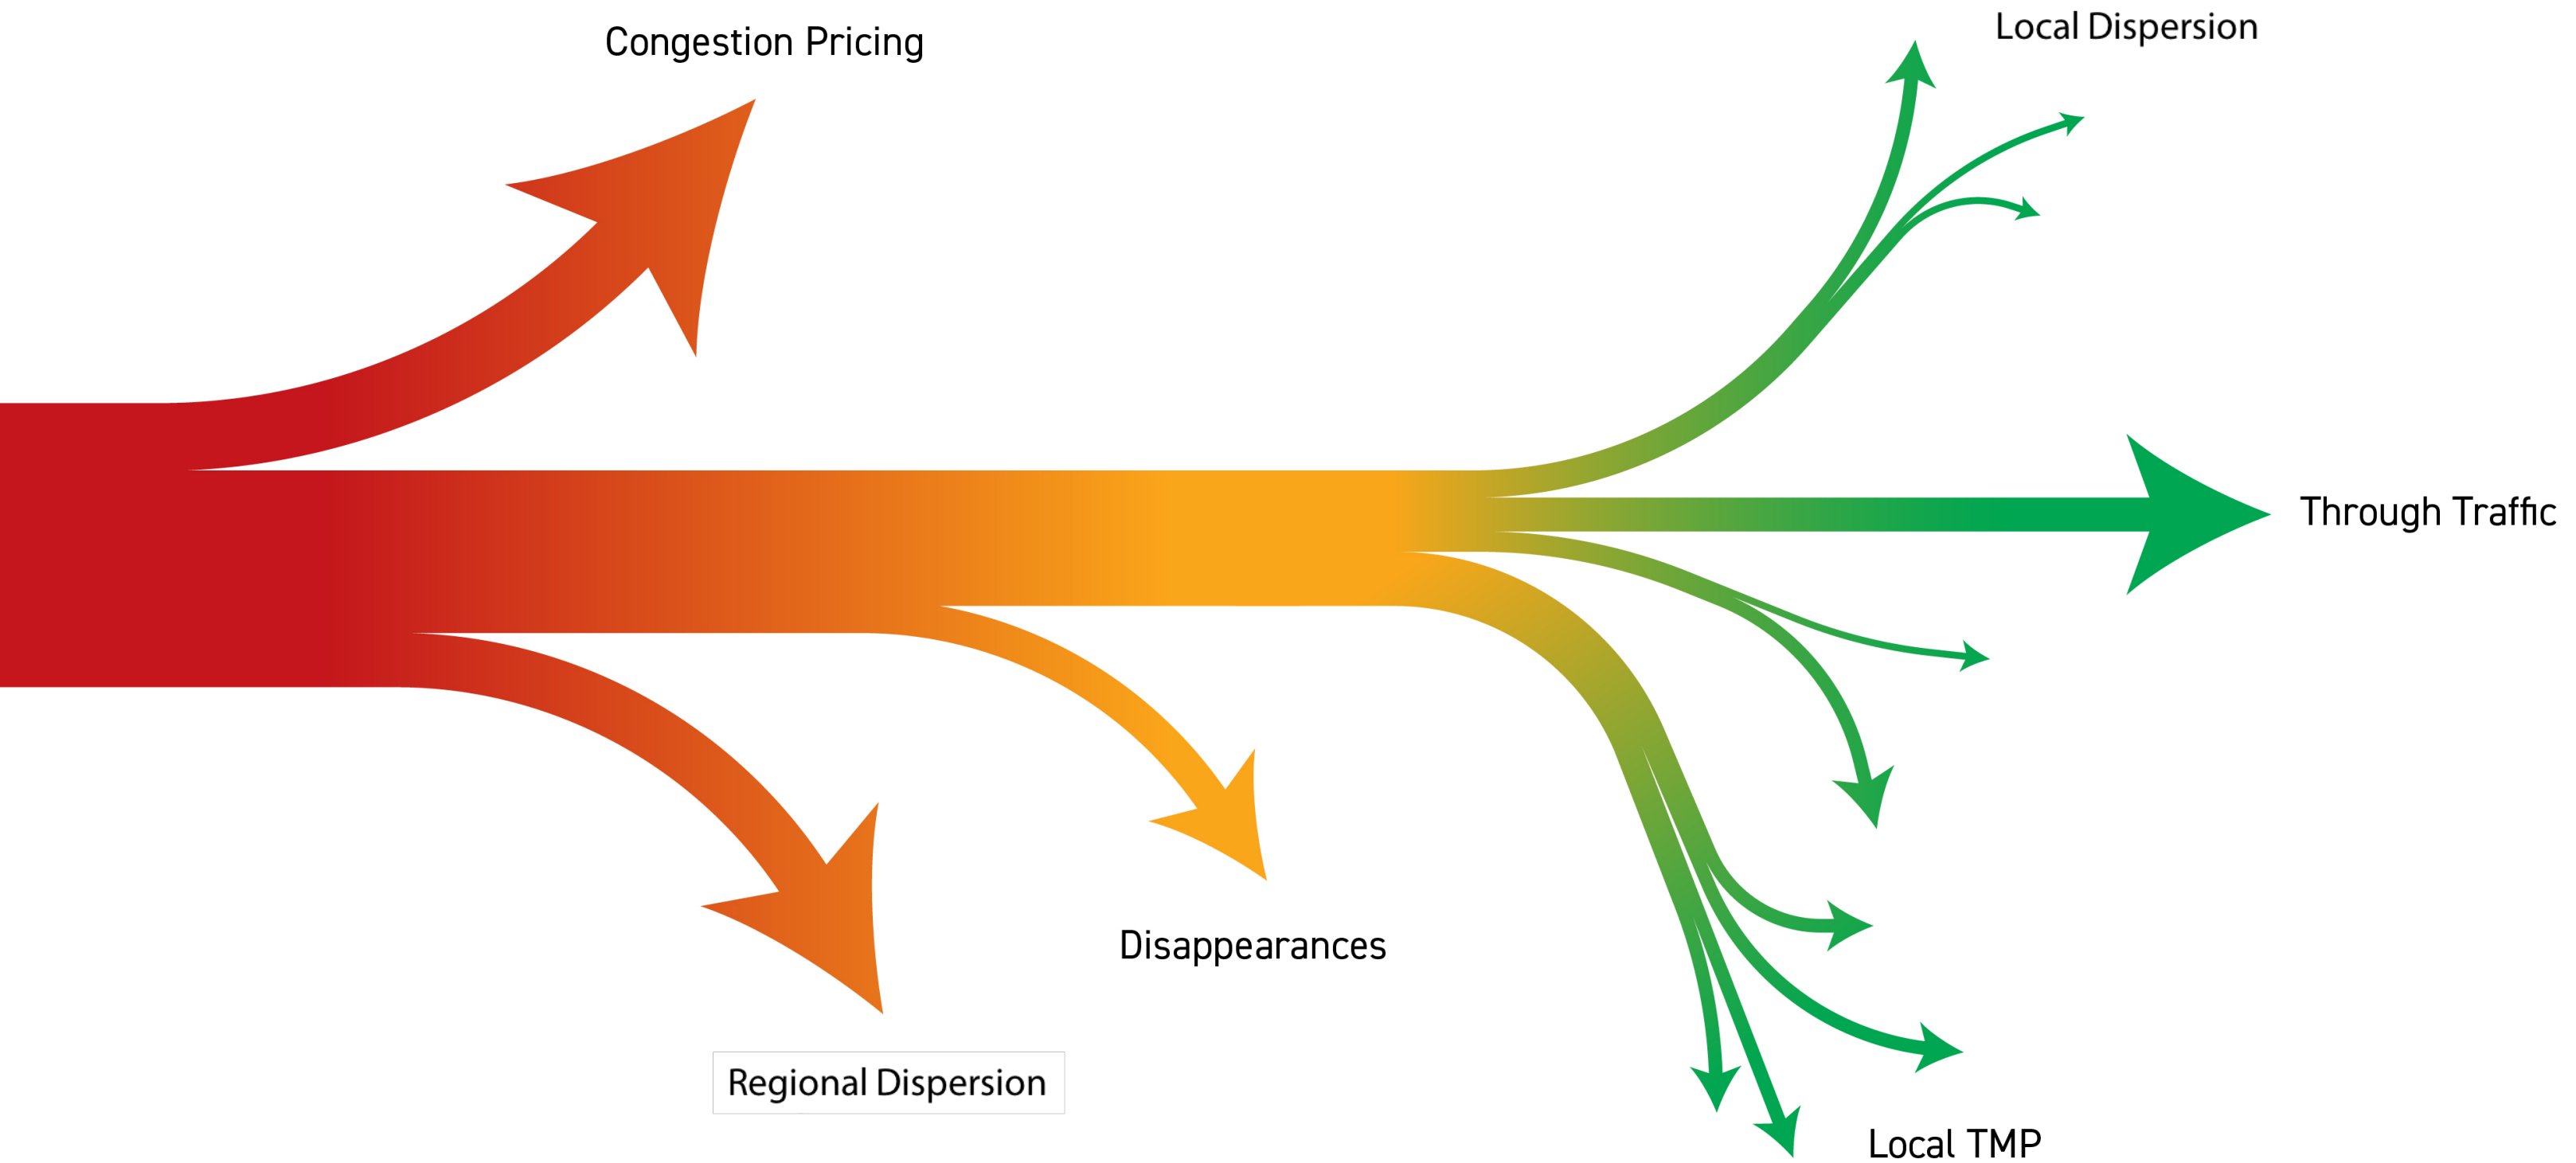 Congestion Pricing
Local Dispersion
Through Traffic
Disappearances
Regional Dispersion
Local TMP